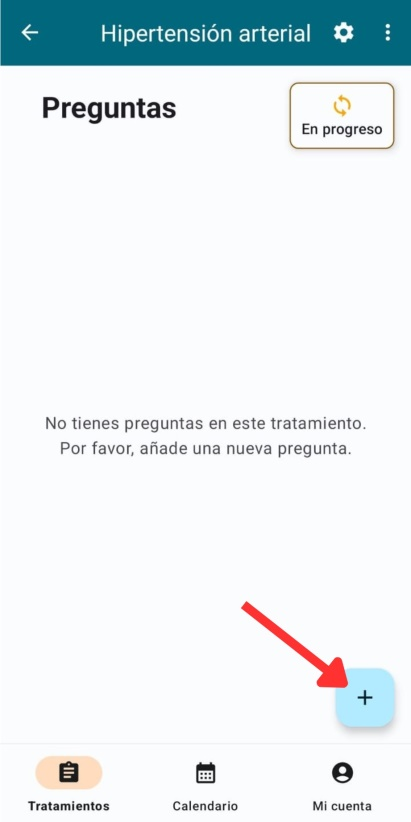 Hipertensión arterial
Preguntas
En progreso
No tienes preguntas en este tratamiento.
Por favor, añade una nueva pregunta.
Tratamientos
Calendario
Mi cuenta